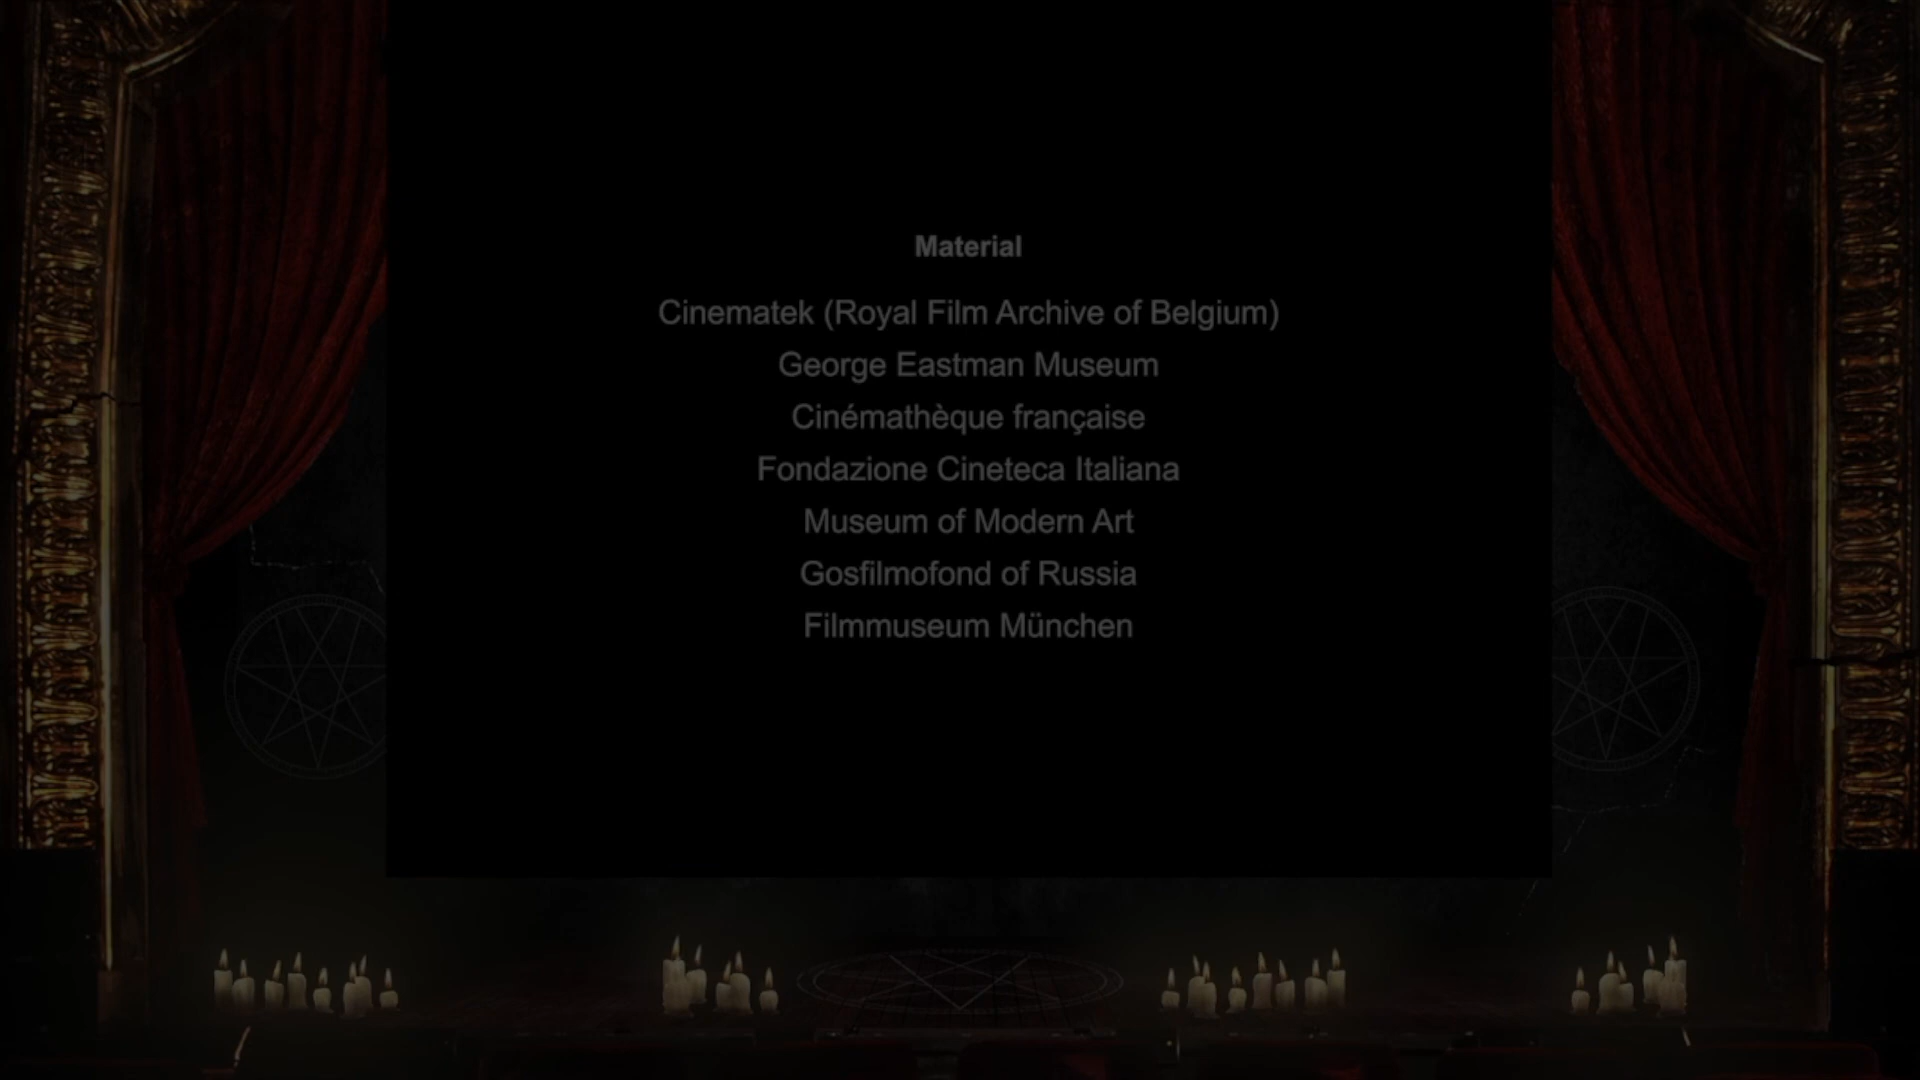 Material
Cinematek (Royal Film Archive of Belgium)
George Eastman Museum
Cinémathèque française
Fondazione Cineteca Italiana
Museum of Modern Art
Gosfilmofond of Russia
Filmmuseum München